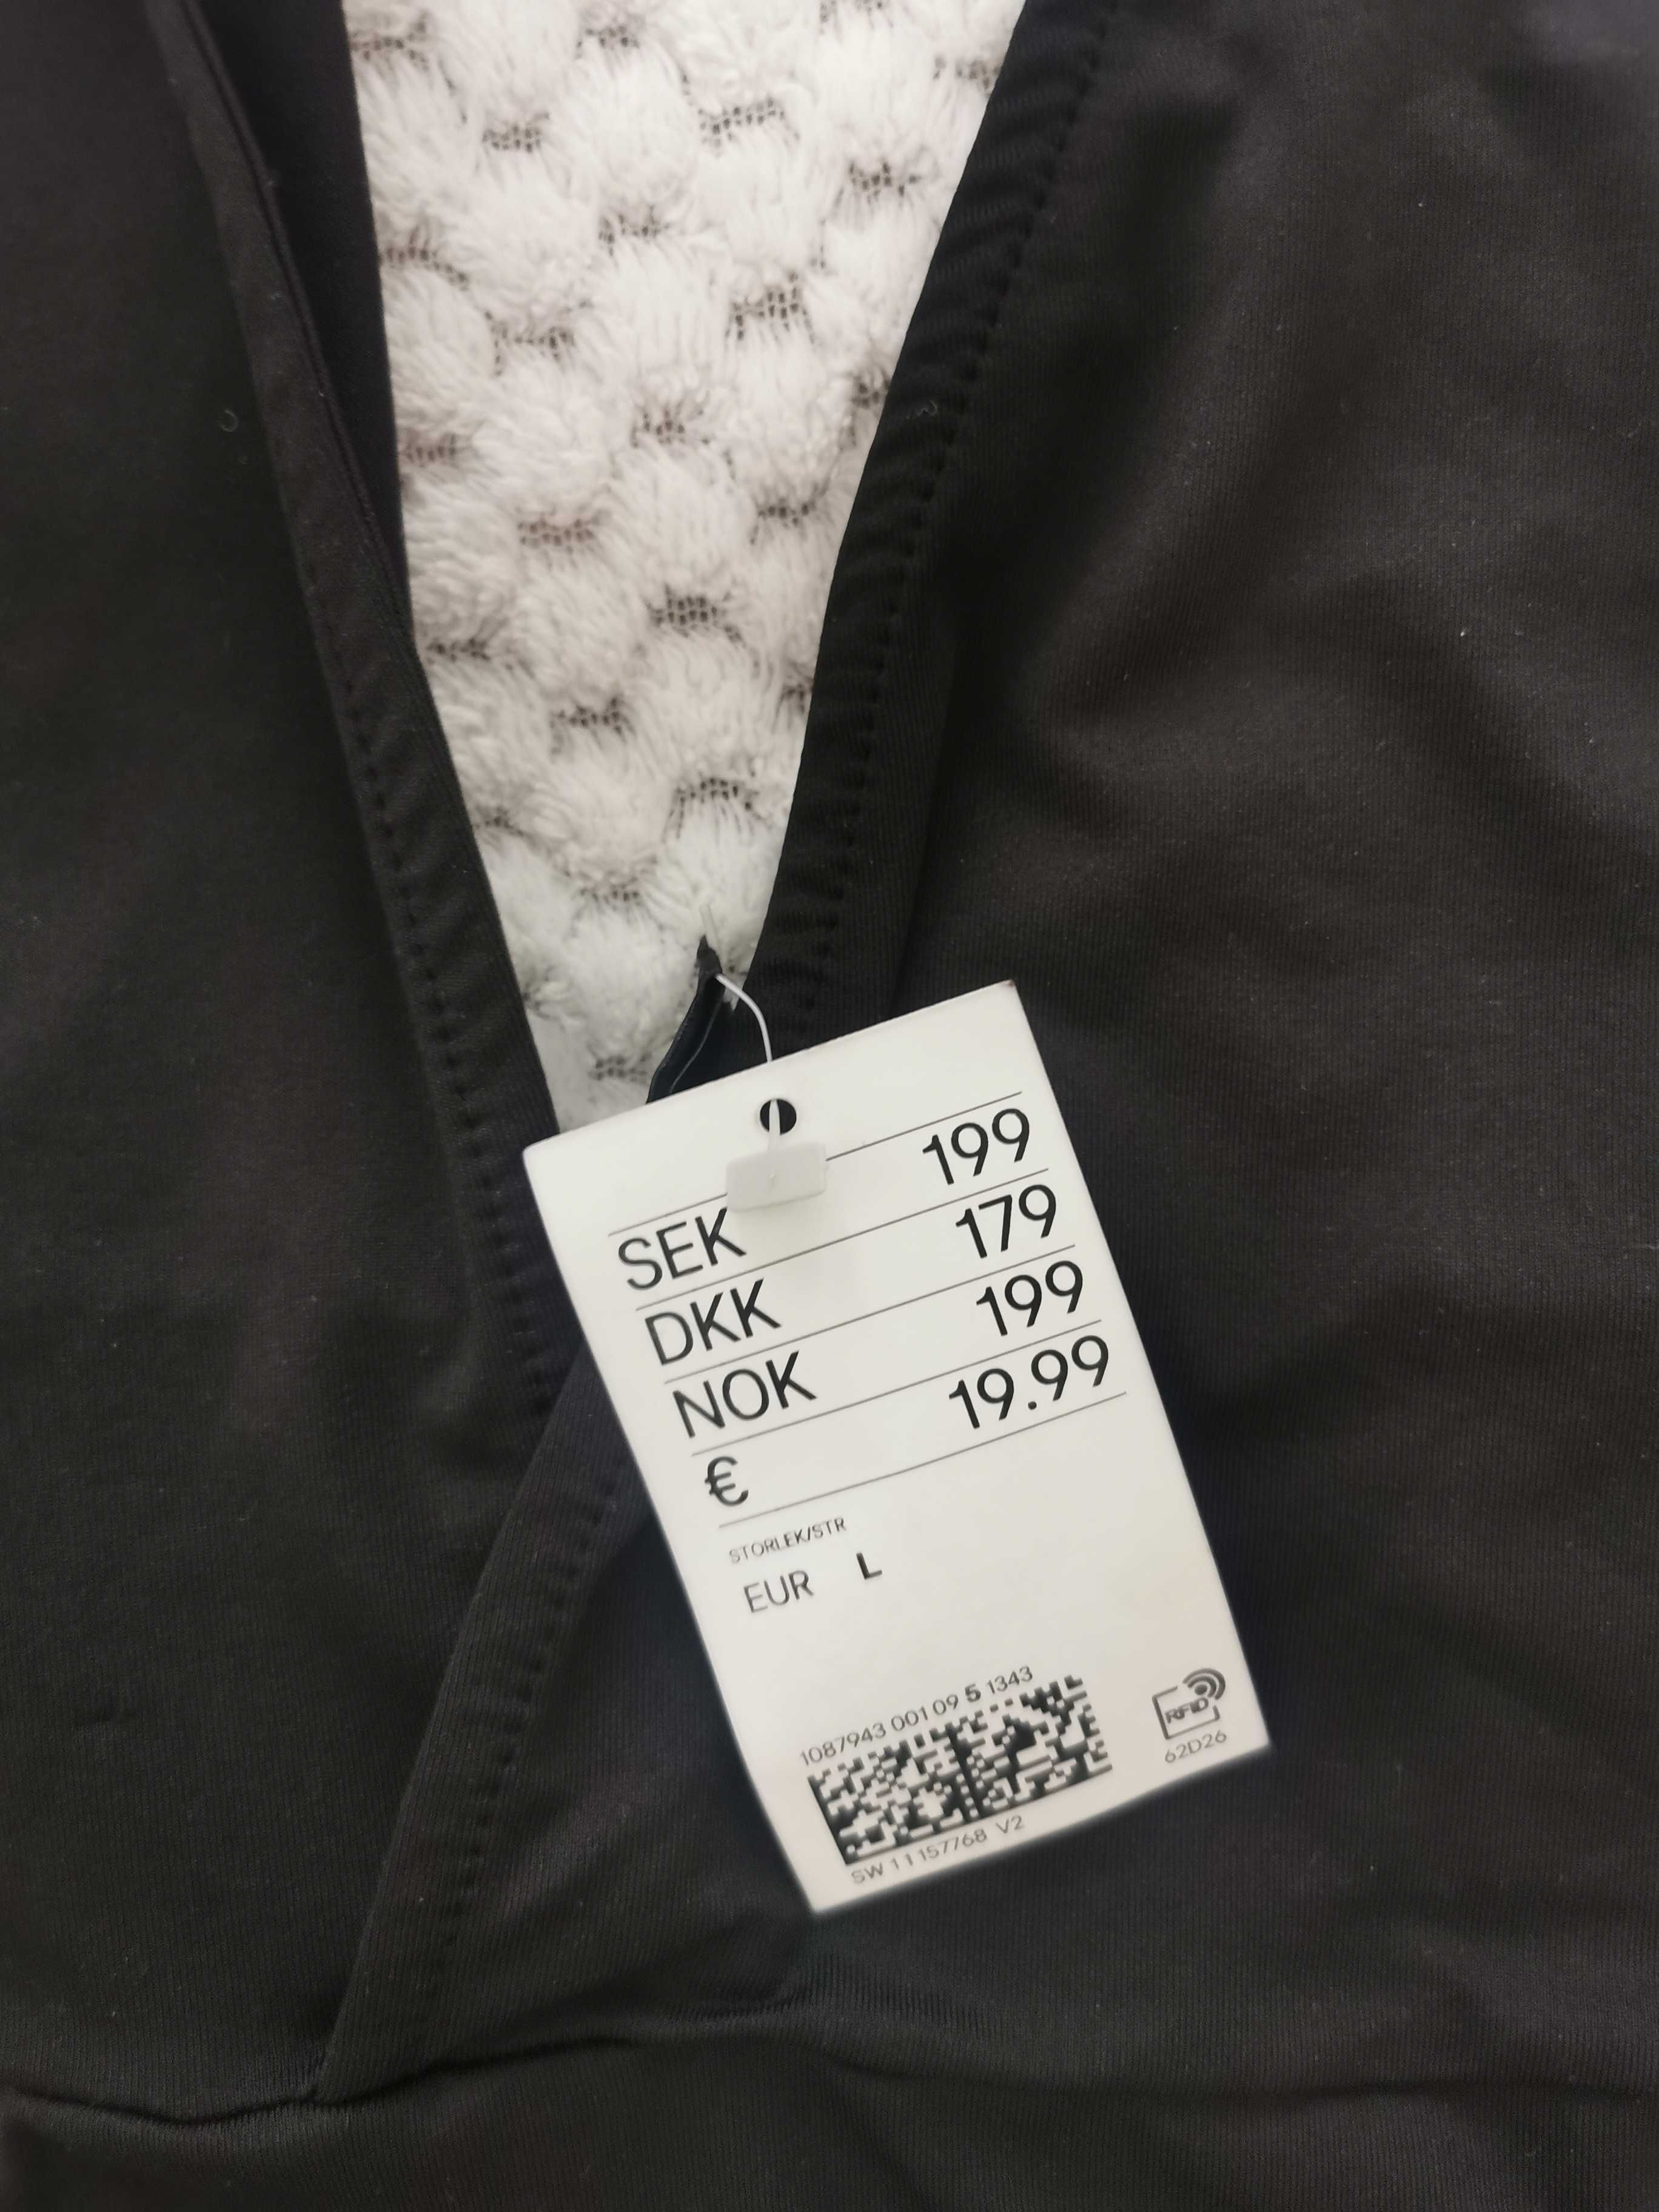 SEK 199
DKK 179
NOK 199
€ 19.99
STORLEK/STR
EUR L
1087943 001 09 5 1343
RFID
62D26
SW 11157768 V2